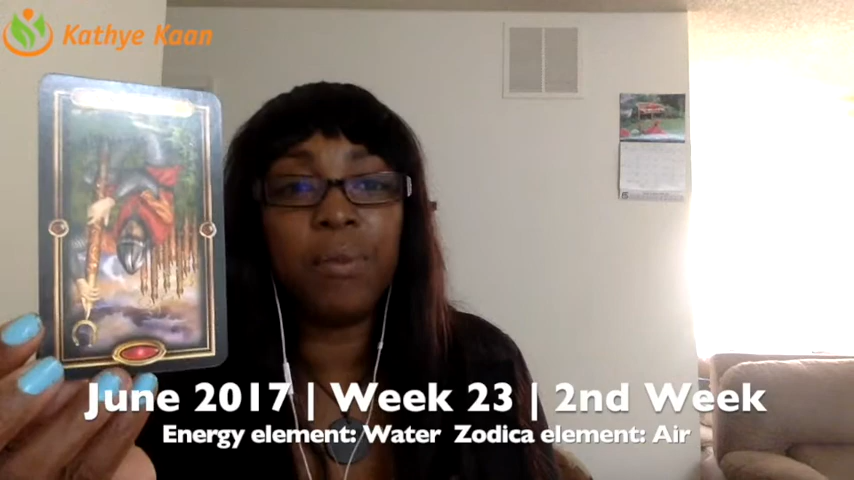 Kathye Kaan
June 2017 | Week 23 | 2nd Week
Energy element: Water Zodica element: Air